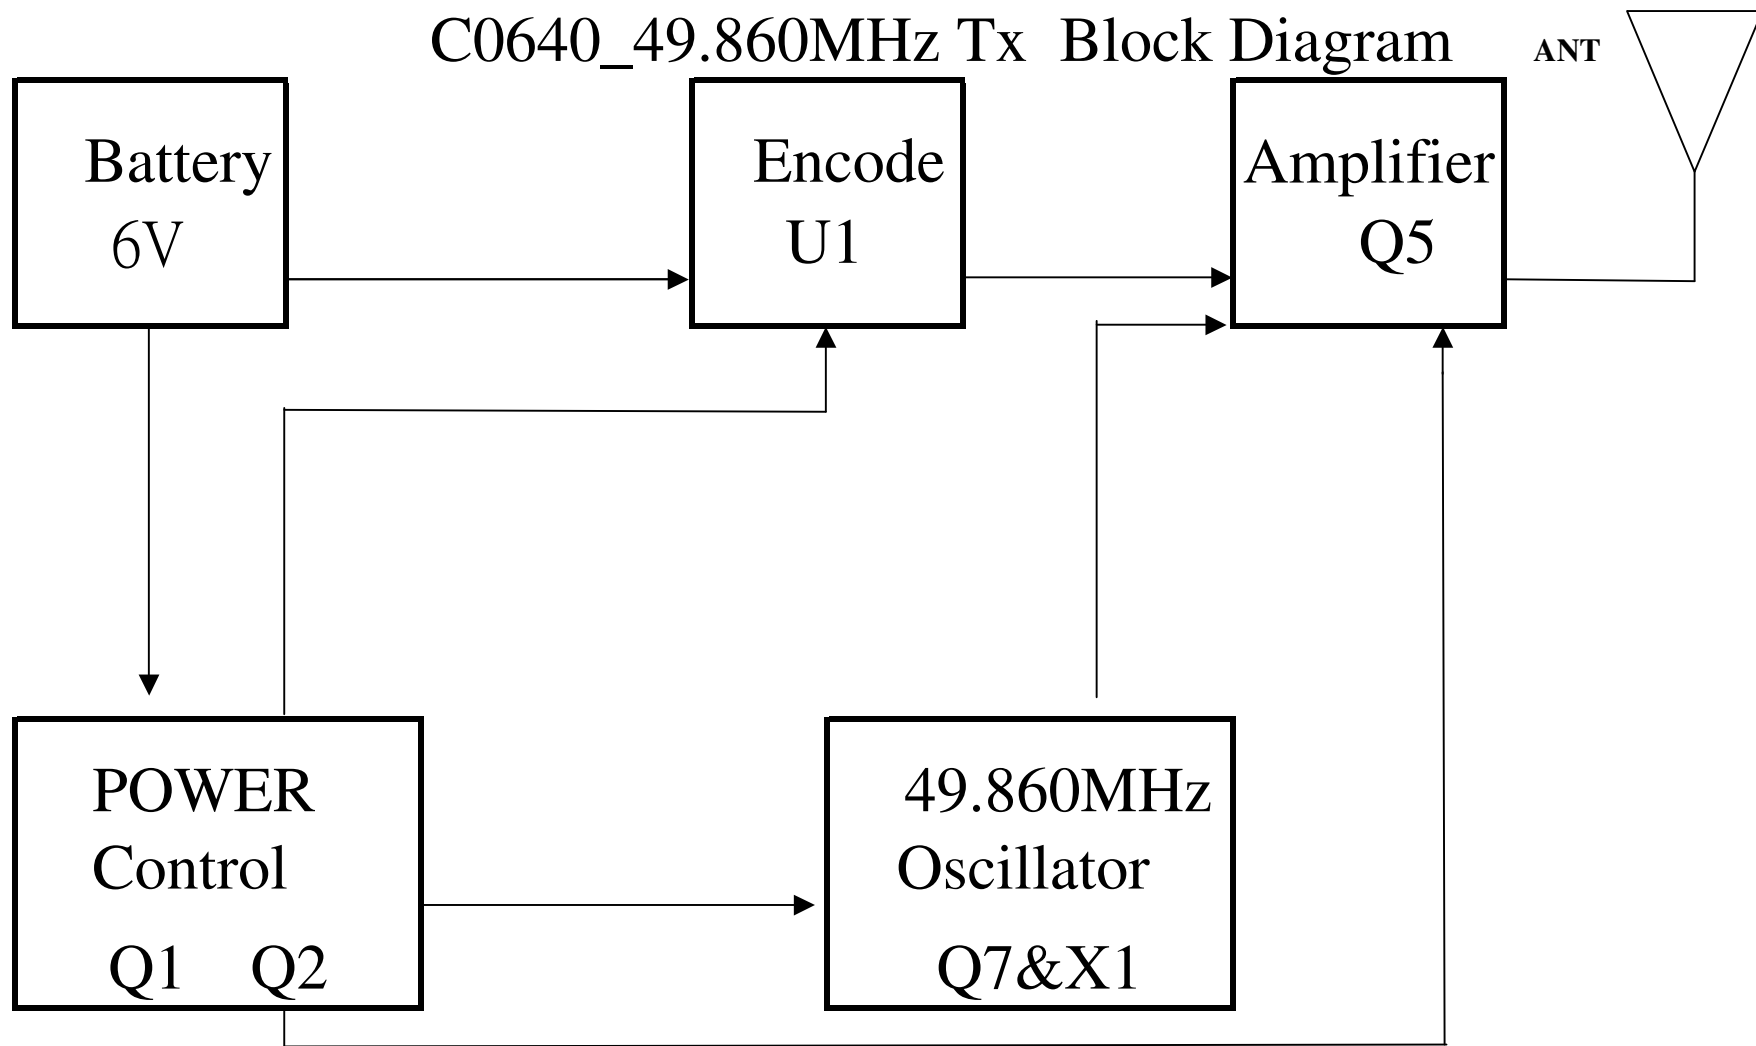 C0640_49.860MHz Tx  Block Diagram
ANT
Battery
6V
Encode
U1
Amplifier
Q5
POWER
Control
Q1 Q2
49.860MHz
Oscillator
Q7&X1